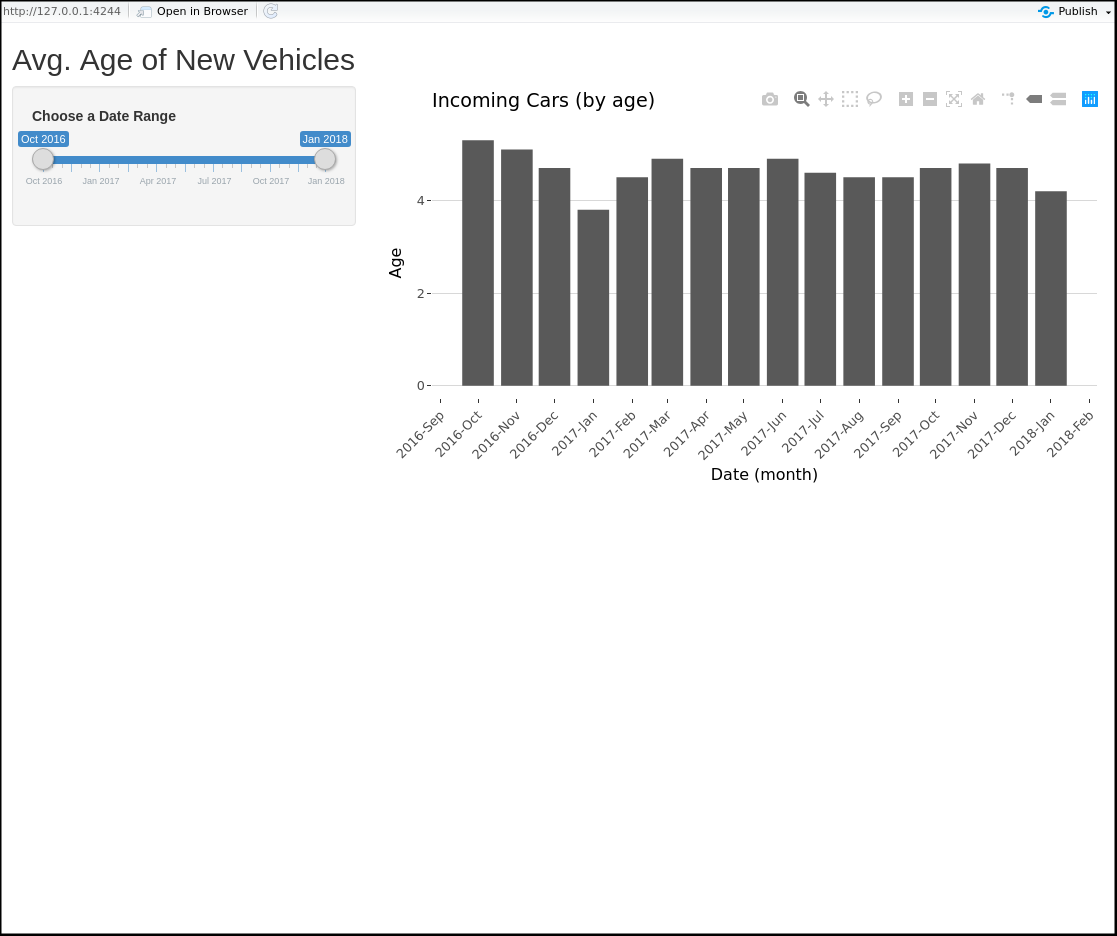 http://127.0.0.1:4244 Open in Browser Publish
Avg. Age of New Vehicles
Choose a Date Range
Oct 2016 Jan 2018
Oct 2016 Jan 2017 Apr 2017 Jul 2017 Oct 2017 Jan 2018
Incoming Cars (by age)
4
2
0
Age
2016-Sep 2016-Oct 2016-Nov 2016-Dec 2017-Jan 2017-Feb 2017-Mar 2017-Apr 2017-May 2017-Jun 2017-Jul 2017-Aug 2017-Sep 2017-Oct 2017-Nov 2017-Dec 2018-Jan 2018-Feb
Date (month)